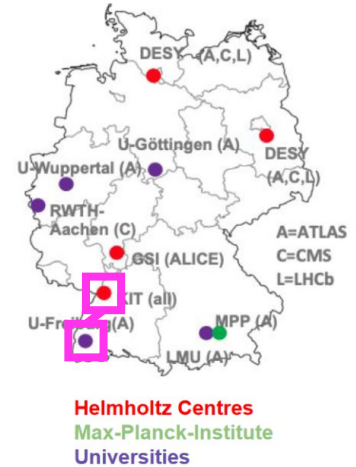 DESY (A,C,L)
U-Göttingen (A)
DESY
(A,C,L)
U-Wuppertal (A)
RWTH-
Aachen (C)
A=ATLAS
C=CMS
L=LHCb
GSI (ALICE)
KIT (all)
U-Freiburg(A)
MPP (A)
LMU (A)
Helmholtz Centres
Max-Planck-Institute
Universities